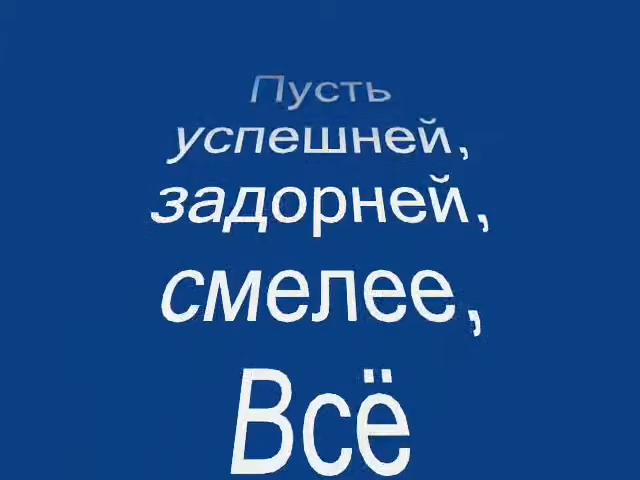 Пусть
успешней,
задорней,
смелее,
Всё